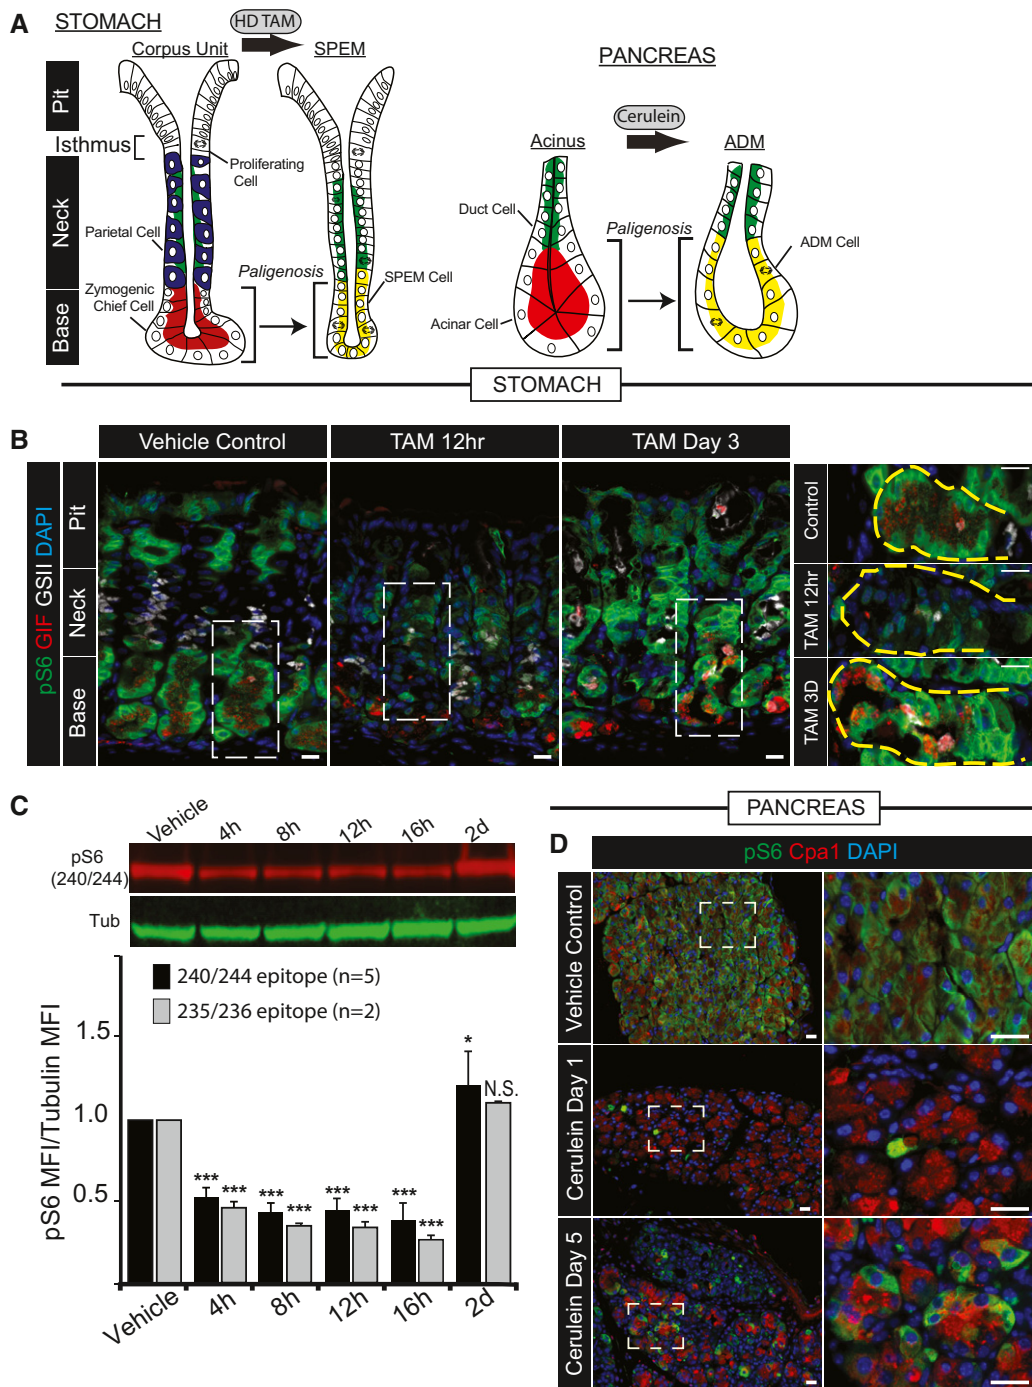 A
STOMACH
HD TAM
Corpus Unit
SPEM
PANCREAS
Cerulein
Acinus
ADM
Pit
Isthmus
Neck
Base
Proliferating
Cell
Parietal Cell
Zymogenic
Chief Cell
Paligenosis
SPEM Cell
Duct Cell
Acinar Cell
Paligenosis
ADM Cell
STOMACH
B
Vehicle Control
TAM 12hr
TAM Day 3
pS6 GIF GSII DAPI
Pit
Neck
Base
Control
TAM 12hr
TAM 3D
C
Vehicle
4h
8h
12h
16h
2d
pS6
(240/244)
Tub
240/244 epitope (n=5)
235/236 epitope (n=2)
pS6 MFI/Tubulin MFI
1.5
1.0
0.5
*** ***
*** ***
*** ***
*** ***
* N.S.
Vehicle
4h
8h
12h
16h
2d
PANCREAS
D
pS6 Cpa1 DAPI
Vehicle Control
Cerulein Day 1
Cerulein Day 5